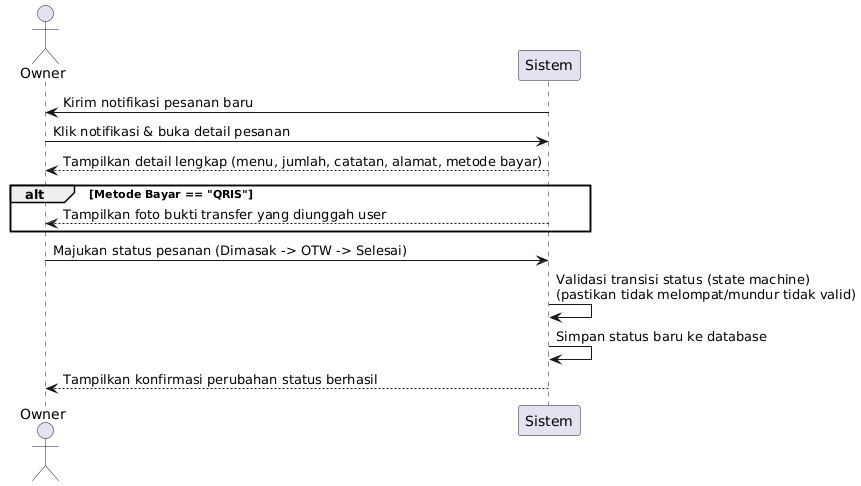 Owner
Sistem
Kirim notifikasi pesanan baru
Klik notifikasi & buka detail pesanan
Tampilkan detail lengkap (menu, jumlah, catatan, alamat, metode bayar)
alt [Metode Bayar == "QRIS"]
Tampilkan foto bukti transfer yang diunggah user
Majukan status pesanan (Dimasak -> OTW -> Selesai)
Validasi transisi status (state machine)
(pastikan tidak melompat/mundur tidak valid)
Simpan status baru ke database
Tampilkan konfirmasi perubahan status berhasil
Owner
Sistem